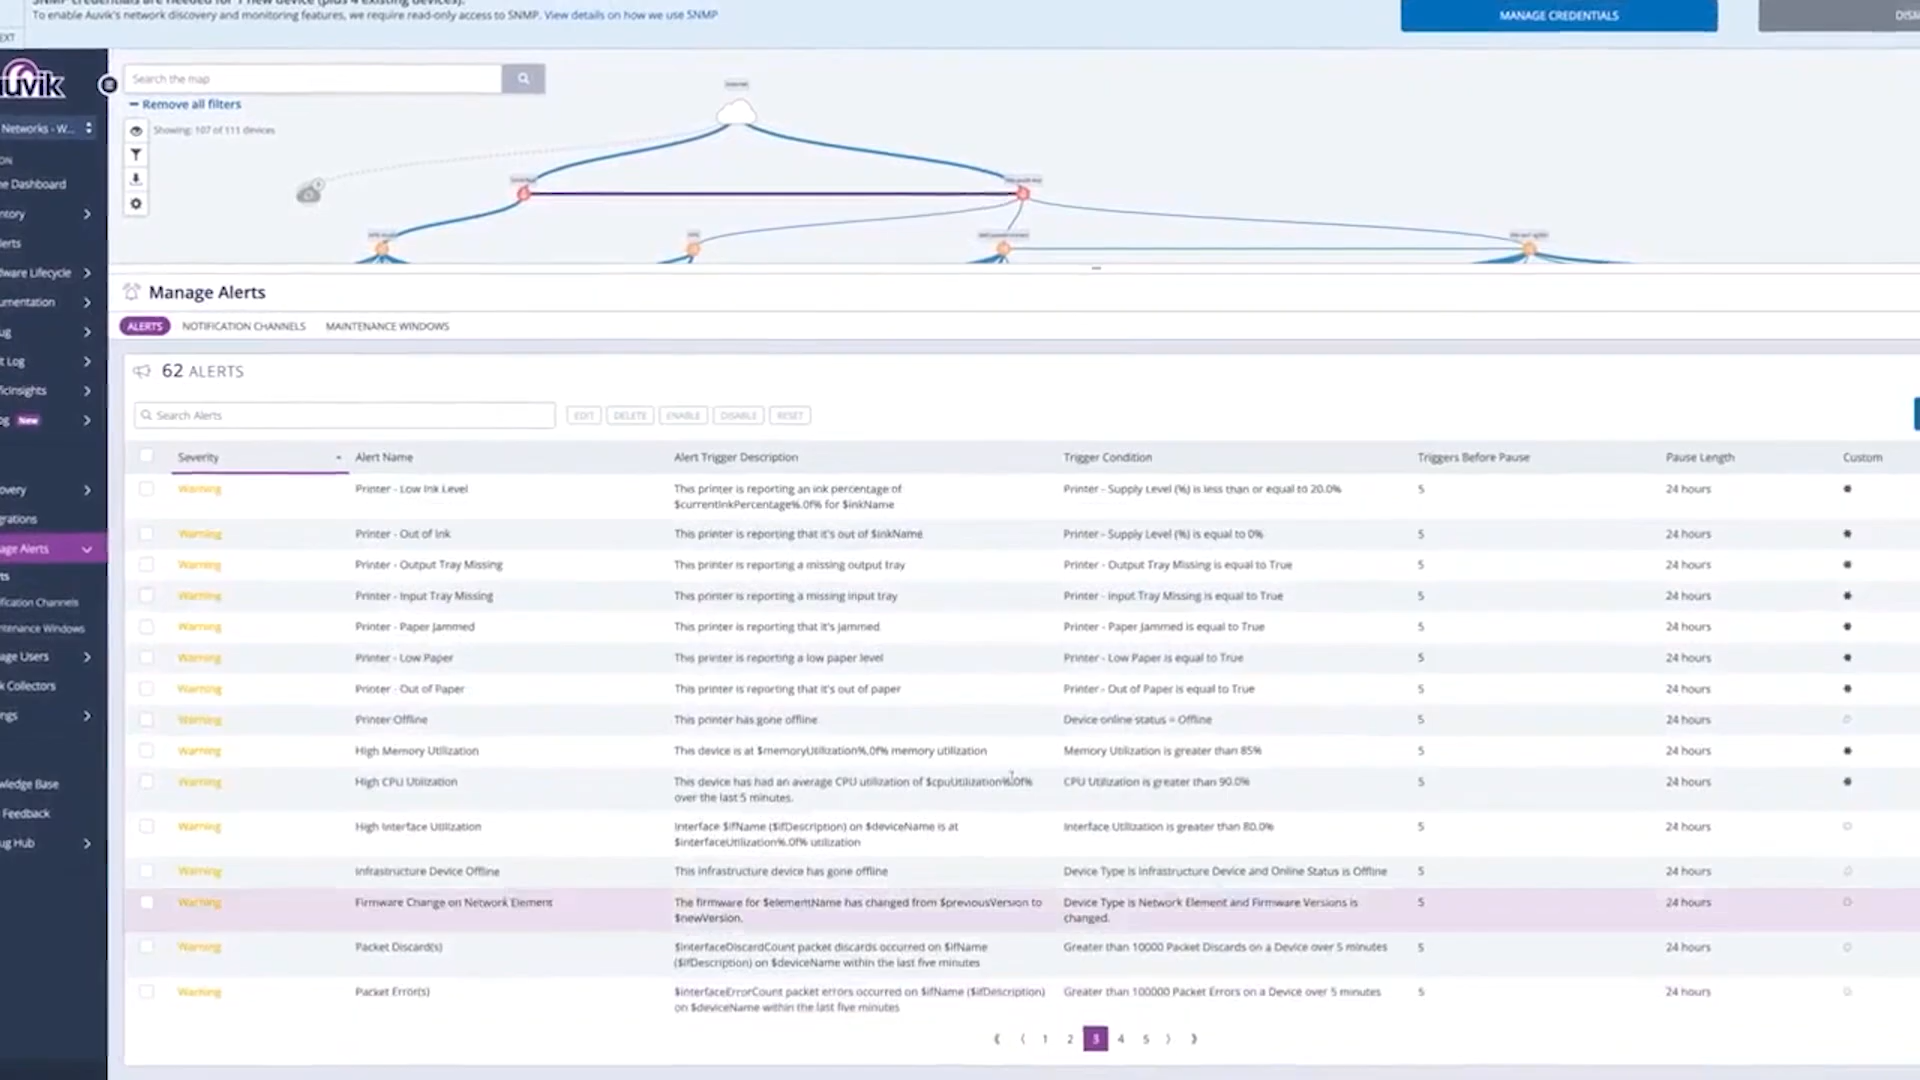 SNMP credentials are needed for 1 new device (plus 4 existing devices).
To enable Auvik's network discovery and monitoring features, we require read-only access to SNMP. View details on how we use SNMP
MANAGE CREDENTIALS
DISM
EXT
uvik
Search the map
Remove all filters
Showing: 107 of 111 devices
Networks - W...
ON
e Dashboard
ntory
erts
ware Lifecycle
umentation
ug
t Log
ficInsights
og New
overy
grations
age Alerts
ts
fication Channels
ntenance Windows
age Users
k Collectors
ngs
wledge Base
Feedback
ug Hub
Manage Alerts
ALERTS NOTIFICATION CHANNELS MAINTENANCE WINDOWS
62 ALERTS
Search Alerts EDIT DELETE ENABLE DISABLE RESET
Severity Alert Name Alert Trigger Description Trigger Condition Triggers Before Pause Pause Length Custom
Warning Printer - Low Ink Level This printer is reporting an ink percentage of Printer - Supply Level (%) is less than or equal to 20.0% 5 24 hours
$currentInkPercentage%.0f% for $inkName
Warning Printer - Out of Ink This printer is reporting that it's out of $inkName Printer - Supply Level (%) is equal to 0% 5 24 hours
Warning Printer - Output Tray Missing This printer is reporting a missing output tray Printer - Output Tray Missing is equal to True 5 24 hours
Warning Printer - Input Tray Missing This printer is reporting a missing input tray Printer - Input Tray Missing is equal to True 5 24 hours
Warning Printer - Paper Jammed This printer is reporting that it's jammed Printer - Paper Jammed is equal to True 5 24 hours
Warning Printer - Low Paper This printer is reporting a low paper level Printer - Low Paper is equal to True 5 24 hours
Warning Printer - Out of Paper This printer is reporting that it's out of paper Printer - Out of Paper is equal to True 5 24 hours
Warning Printer Offline This printer has gone offline Device online status = Offline 5 24 hours
Warning High Memory Utilization This device is at $memoryUtilization%.0f% memory utilization Memory Utilization is greater than 85% 5 24 hours
Warning High CPU Utilization This device has had an average CPU utilization of $cpuUtilization%.0f% CPU Utilization is greater than 90.0% 5 24 hours
over the last 5 minutes.
Warning High Interface Utilization Interface $ifName ($ifDescription) on $deviceName is at Interface Utilization is greater than 80.0% 5 24 hours
$interfaceUtilization%.0f% utilization
Warning Infrastructure Device Offline This infrastructure device has gone offline Device Type is Infrastructure Device and Online Status is Offline 5 24 hours
Warning Firmware Change on Network Element The firmware for $elementName has changed from $previousVersion to Device Type is Network Element and Firmware Versions is 5 24 hours
$newVersion. changed.
Warning Packet Discard(s) $interfaceDiscardCount packet discards occurred on $ifName Greater than 10000 Packet Discards on a Device over 5 minutes 5 24 hours
($ifDescription) on $deviceName within the last five minutes
Warning Packet Error(s) $interfaceErrorCount packet errors occurred on $ifName ($ifDescription) Greater than 100000 Packet Errors on a Device over 5 minutes 5 24 hours
on $deviceName within the last five minutes
1 2 3 4 5